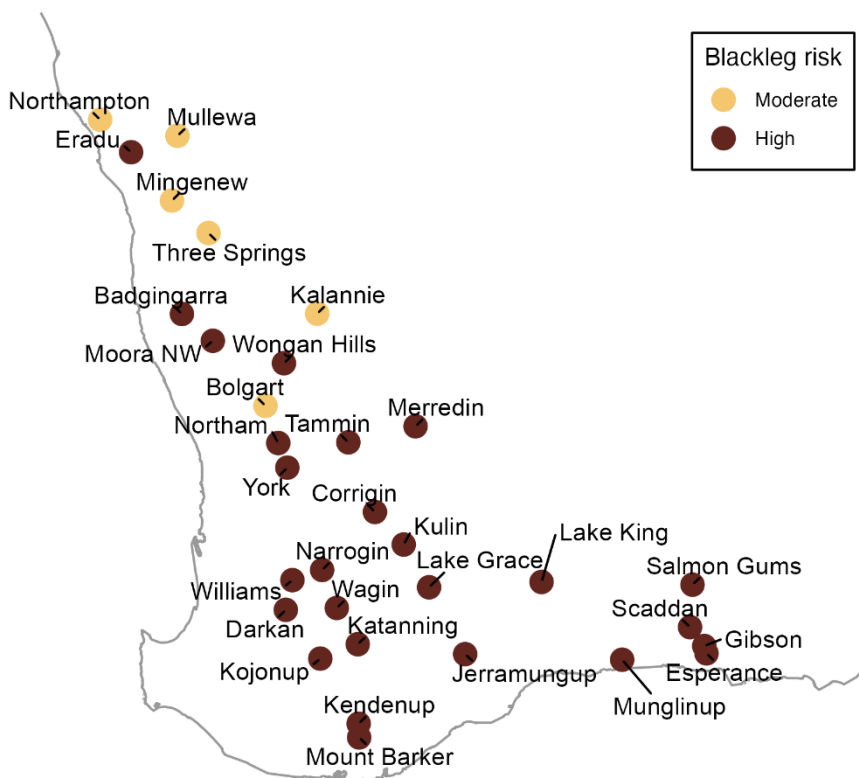 Blackleg risk
Moderate
High
Northampton
Mullewa
Eradu
Mingenew
Three Springs
Badgingarra
Kalannie
Moora NW
Wongan Hills
Bolgart
Merredin
Northam
Tammin
York
Corrigin
Kulin
Lake King
Narrogin
Lake Grace
Salmon Gums
Williams
Wagin
Scaddan
Darkan
Katanning
Gibson
Kojonup
Jerramungup
Esperance
Kendenup
Munglinup
Mount Barker